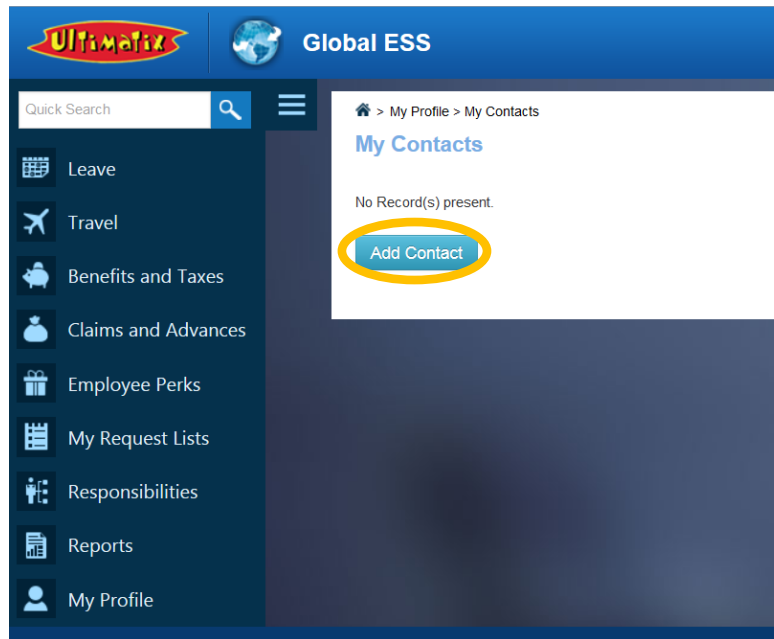 Ultimatix
Global ESS
Quick Search
> My Profile > My Contacts
My Contacts
No Record(s) present.
Add Contact
Leave
Travel
Benefits and Taxes
Claims and Advances
Employee Perks
My Request Lists
Responsibilities
Reports
My Profile